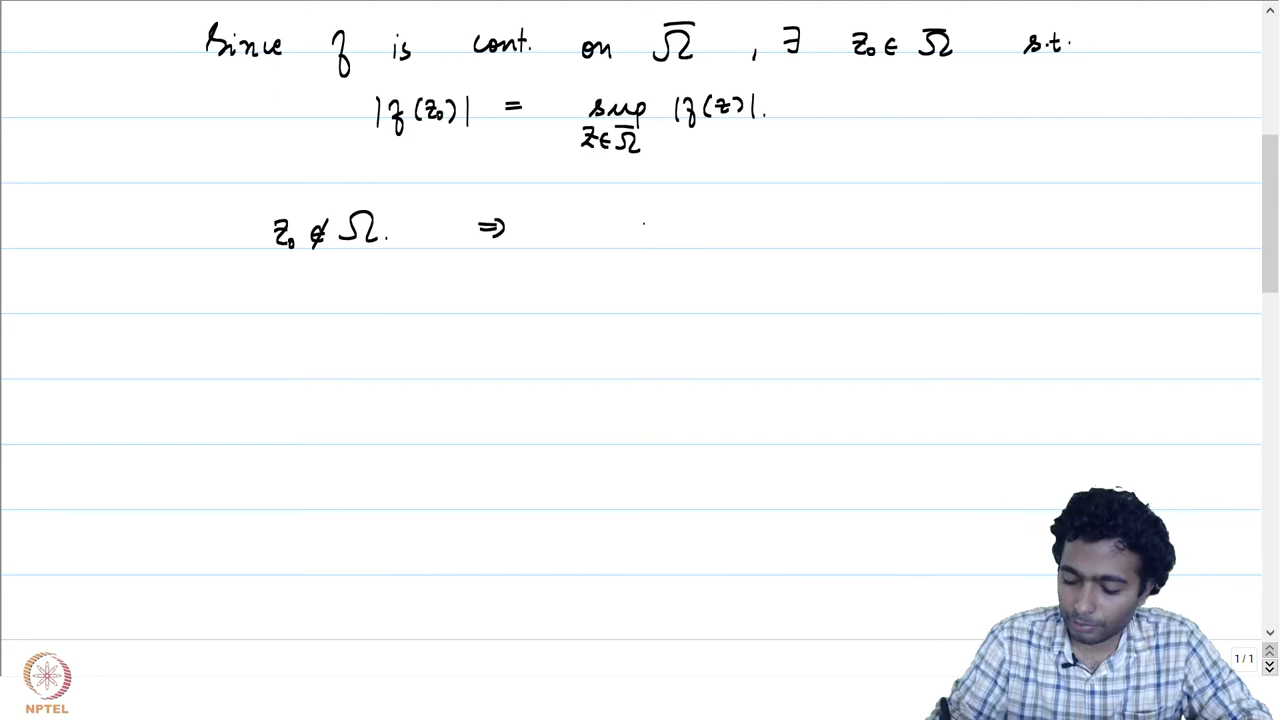 Since f is cont. on Ω̅ , ∃ z₀ ∈ Ω̅ s.t.
|f(z₀)| = sup |f(z)|.
z∈Ω̅
z₀ ∉ Ω. ⇒
1 / 1
NPTEL